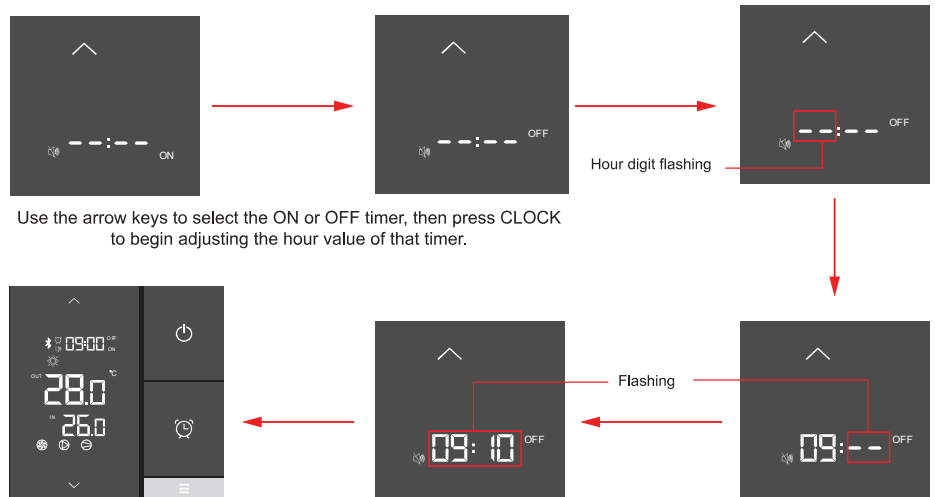 --:-- ON
--:-- OFF
--:-- OFF
Hour digit flashing
Use the arrow keys to select the ON or OFF timer, then press CLOCK
to begin adjusting the hour value of that timer.
09:00 OFF
ON
OUT 28.0 °C
IN 26.0
09:10 OFF
Flashing
09:-- OFF